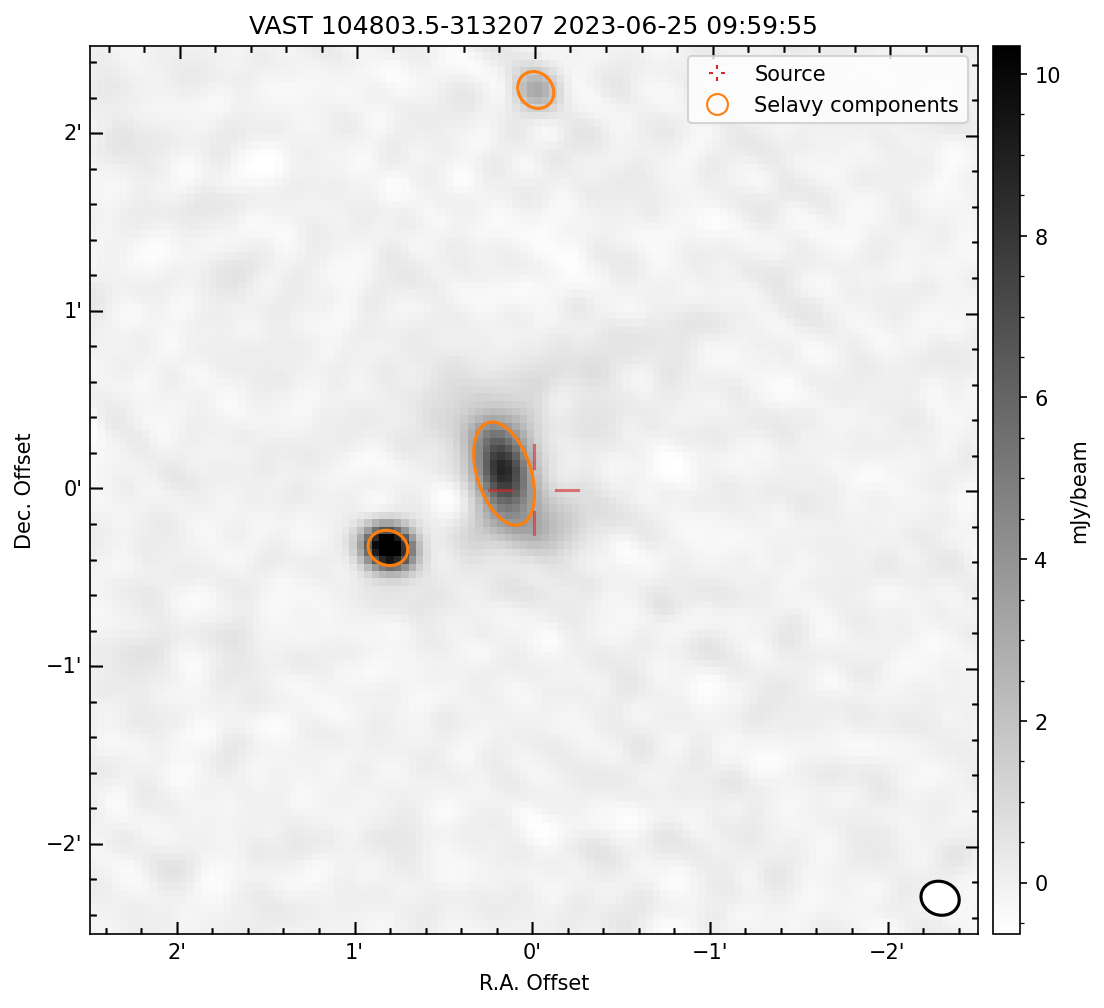 VAST 104803.5-313207 2023-06-25 09:59:55
Source
Selavy components
2'
1'
0'
−1'
−2'
Dec. Offset
2'
1'
0'
−1'
−2'
R.A. Offset
10
8
6
4
2
0
mJy/beam